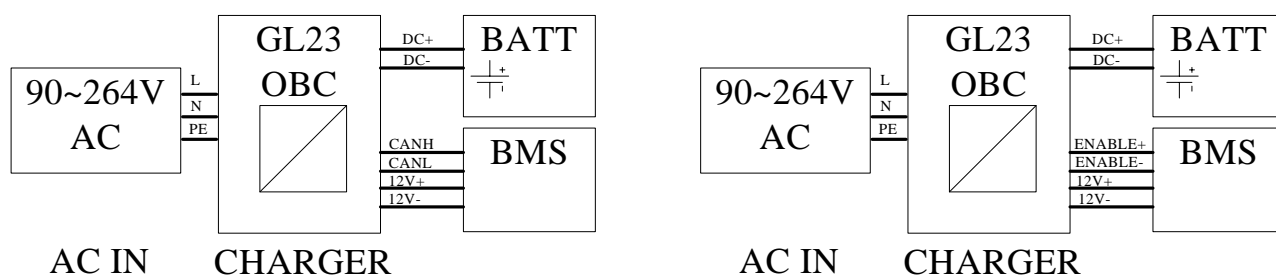 90~264V
AC
L
N
PE
GL23
OBC
DC+
DC-
CANH
CANL
12V+
12V-
BATT
+
-
BMS
AC IN
CHARGER
90~264V
AC
L
N
PE
GL23
OBC
DC+
DC-
ENABLE+
ENABLE-
12V+
12V-
BATT
+
-
BMS
AC IN
CHARGER